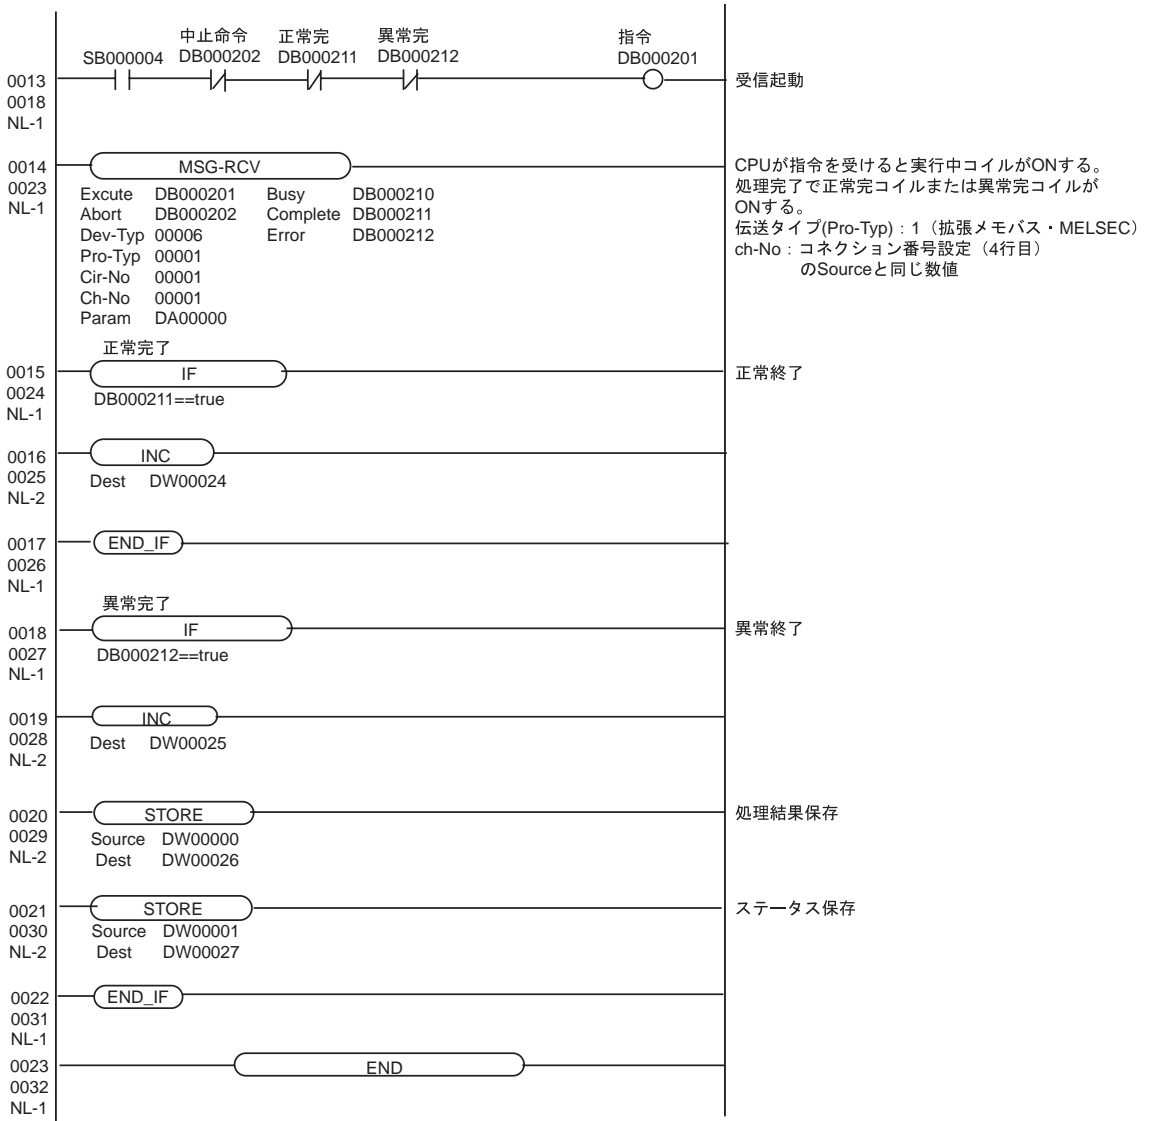 中止命令 正常完 異常完 指令
SB000004 DB000202 DB000211 DB000212 DB000201
0013 受信起動
0018
NL-1
0014 MSG-RCV CPUが指令を受けると実行中コイルがONする。
0023 Excute DB000201 Busy DB000210 処理完了で正常完コイルまたは異常完コイルが
NL-1 Abort DB000202 Complete DB000211 ONする。
Dev-Typ 00006 Error DB000212 伝送タイプ(Pro-Typ)：1（拡張メモバス・MELSEC）
Pro-Typ 00001 ch-No：コネクション番号設定（4行目）
Cir-No 00001 のSourceと同じ数値
Ch-No 00001
Param DA00000
正常完了
0015 IF 正常終了
0024 DB000211==true
NL-1
0016 INC
0025 Dest DW00024
NL-2
0017 END_IF
0026
NL-1
異常完了
0018 IF 異常終了
0027 DB000212==true
NL-1
0019 INC
0028 Dest DW00025
NL-2
0020 STORE 処理結果保存
0029 Source DW00000
NL-2 Dest DW00026
0021 STORE ステータス保存
0030 Source DW00001
NL-2 Dest DW00027
0022 END_IF
0031
NL-1
0023 END
0032
NL-1